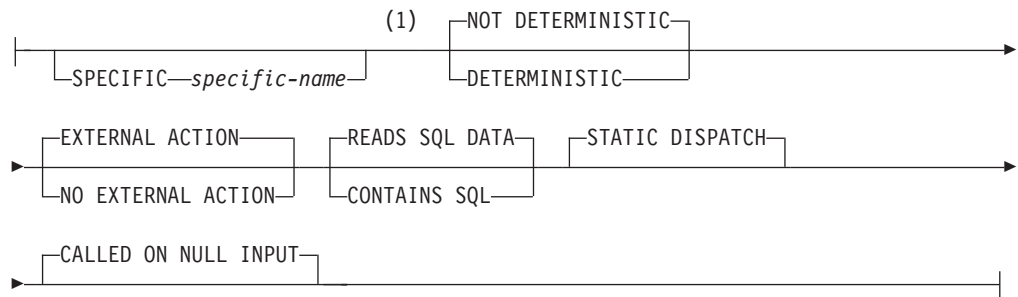 (1) NOT DETERMINISTIC
SPECIFIC specific-name DETERMINISTIC
EXTERNAL ACTION READS SQL DATA STATIC DISPATCH
NO EXTERNAL ACTION CONTAINS SQL
CALLED ON NULL INPUT